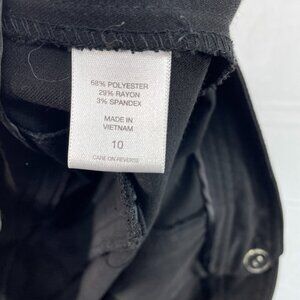 68% POLYESTER
29% RAYON
3% SPANDEX
MADE IN
VIETNAM
10
CARE ON REVERSE